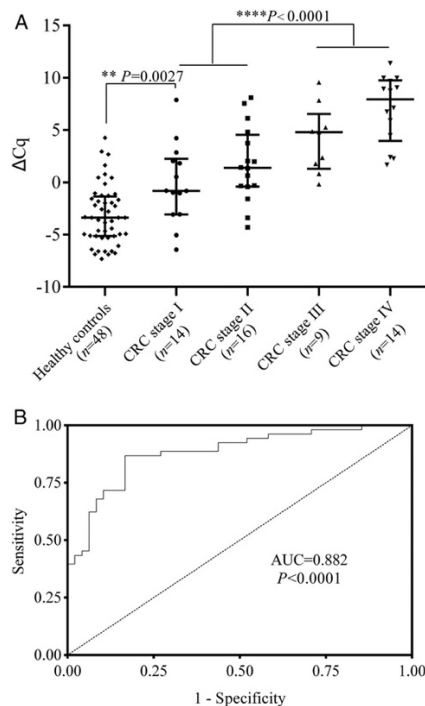 A
****P<0.0001
** P=0.0027
ΔCq
15
10
5
0
-5
-10
Healthy controls
(n=48)
CRC stage I
(n=14)
CRC stage II
(n=16)
CRC stage III
(n=9)
CRC stage IV
(n=14)
B
Sensitivity
1.00
0.75
0.50
0.25
0.00
AUC=0.882
P<0.0001
0.00 0.25 0.50 0.75 1.00
1 - Specificity